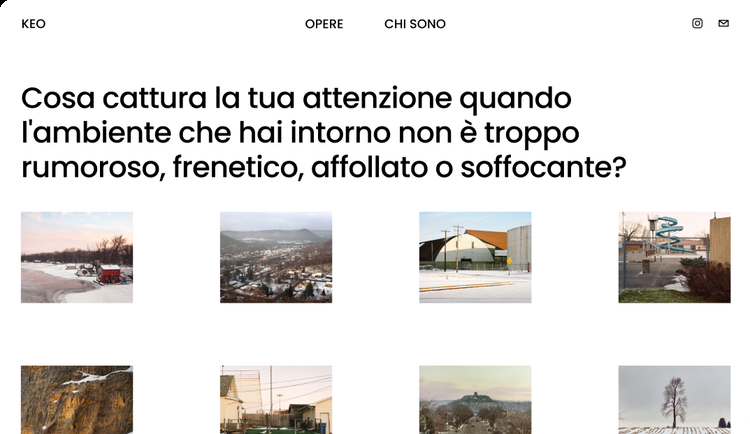 KEO
OPERE
CHI SONO
Cosa cattura la tua attenzione quando
l'ambiente che hai intorno non è troppo
rumoroso, frenetico, affollato o soffocante?